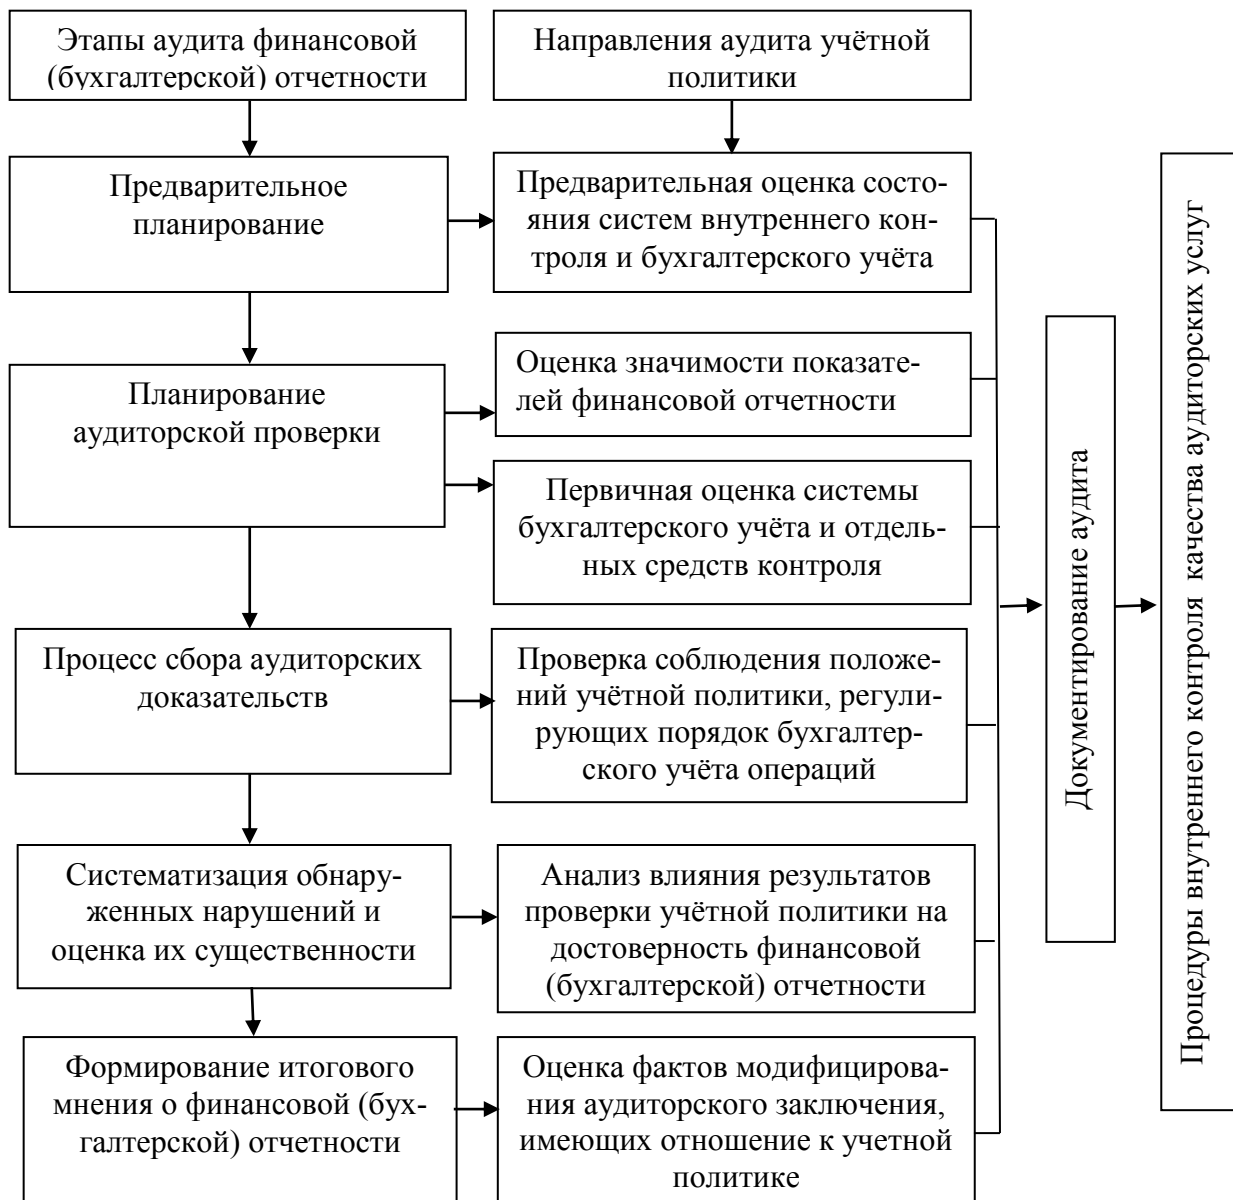 Этапы аудита финансовой
(бухгалтерской) отчетности
Направления аудита учётной
политики
Предварительное
планирование
Предварительная оценка состо-
яния систем внутреннего кон-
троля и бухгалтерского учёта
Планирование
аудиторской проверки
Оценка значимости показате-
лей финансовой отчетности
Первичная оценка системы
бухгалтерского учёта и отдель-
ных средств контроля
Процесс сбора аудиторских
доказательств
Проверка соблюдения положе-
ний учётной политики, регули-
рующих порядок бухгалтер-
ского учёта операций
Систематизация обнару-
женных нарушений и
оценка их существенности
Анализ влияния результатов
проверки учётной политики на
достоверность финансовой
(бухгалтерской) отчетности
Формирование итогового
мнения о финансовой (бух-
галтерской) отчетности
Оценка фактов модифицирова-
ния аудиторского заключения,
имеющих отношение к учетной
политике
Документирование аудита
Процедуры внутреннего контроля качества аудиторских услуг